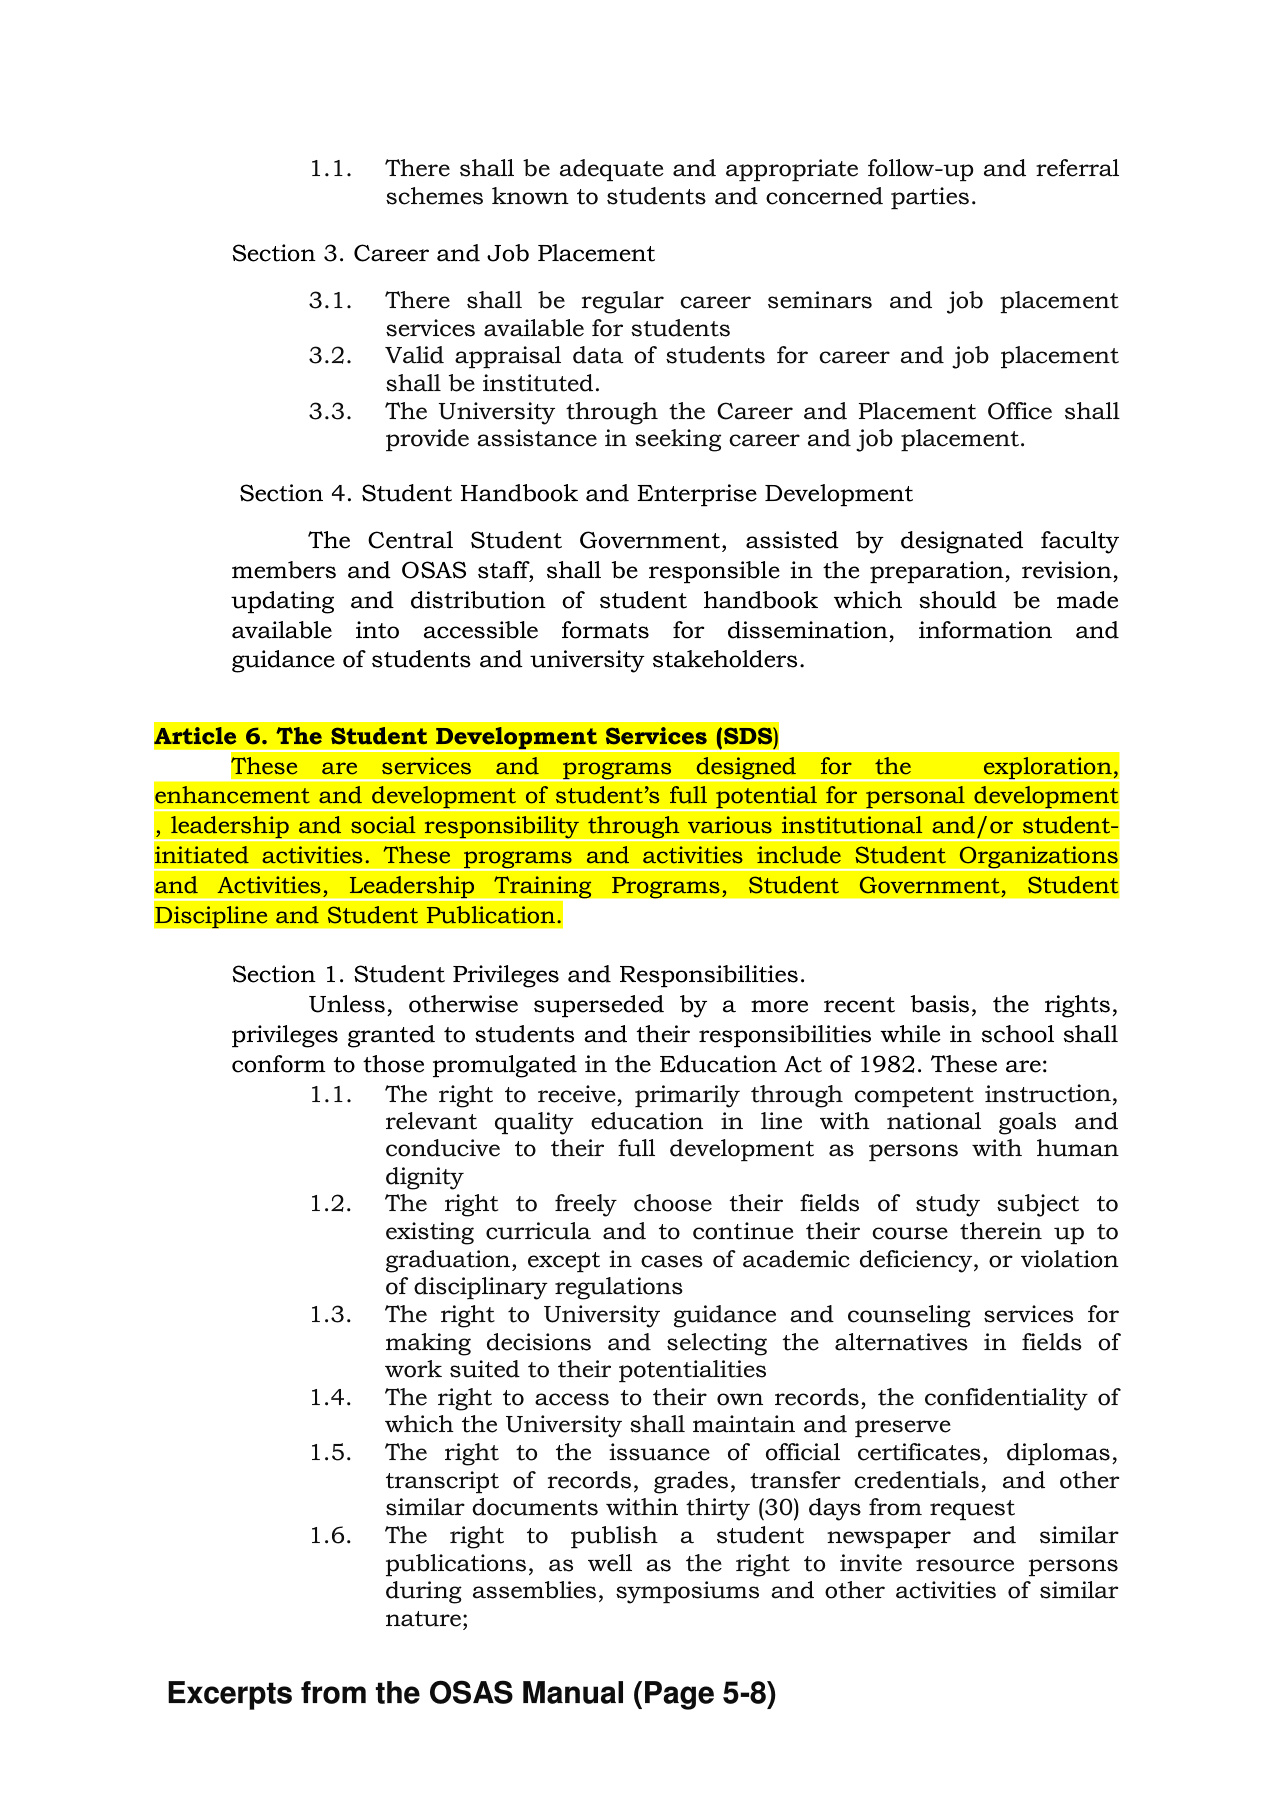 1.1. There shall be adequate and appropriate follow-up and referral
schemes known to students and concerned parties.
Section 3. Career and Job Placement
3.1. There shall be regular career seminars and job placement
services available for students
3.2. Valid appraisal data of students for career and job placement
shall be instituted.
3.3. The University through the Career and Placement Office shall
provide assistance in seeking career and job placement.
Section 4. Student Handbook and Enterprise Development
The Central Student Government, assisted by designated faculty
members and OSAS staff, shall be responsible in the preparation, revision,
updating and distribution of student handbook which should be made
available into accessible formats for dissemination, information and
guidance of students and university stakeholders.
Article 6. The Student Development Services (SDS)
These are services and programs designed for the exploration,
enhancement and development of student's full potential for personal development
, leadership and social responsibility through various institutional and/or student-
initiated activities. These programs and activities include Student Organizations
and Activities, Leadership Training Programs, Student Government, Student
Discipline and Student Publication.
Section 1. Student Privileges and Responsibilities.
Unless, otherwise superseded by a more recent basis, the rights,
privileges granted to students and their responsibilities while in school shall
conform to those promulgated in the Education Act of 1982. These are:
1.1. The right to receive, primarily through competent instruction,
relevant quality education in line with national goals and
conducive to their full development as persons with human
dignity
1.2. The right to freely choose their fields of study subject to
existing curricula and to continue their course therein up to
graduation, except in cases of academic deficiency, or violation
of disciplinary regulations
1.3. The right to University guidance and counseling services for
making decisions and selecting the alternatives in fields of
work suited to their potentialities
1.4. The right to access to their own records, the confidentiality of
which the University shall maintain and preserve
1.5. The right to the issuance of official certificates, diplomas,
transcript of records, grades, transfer credentials, and other
similar documents within thirty (30) days from request
1.6. The right to publish a student newspaper and similar
publications, as well as the right to invite resource persons
during assemblies, symposiums and other activities of similar
nature;
Excerpts from the OSAS Manual (Page 5-8)